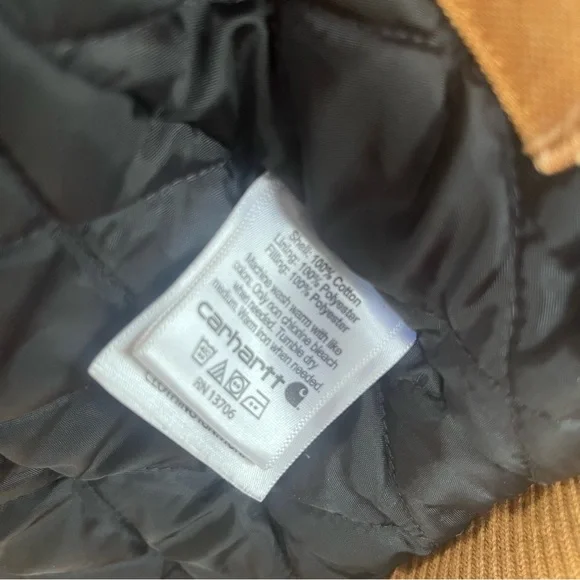 Shell: 100% Cotton
Lining: 100% Polyester
Filling: 100% Polyester
Machine wash warm with like
colors. Only non chlorine bleach
when needed. Tumble dry
medium. Warm iron when needed.
carhartt
RN 13706